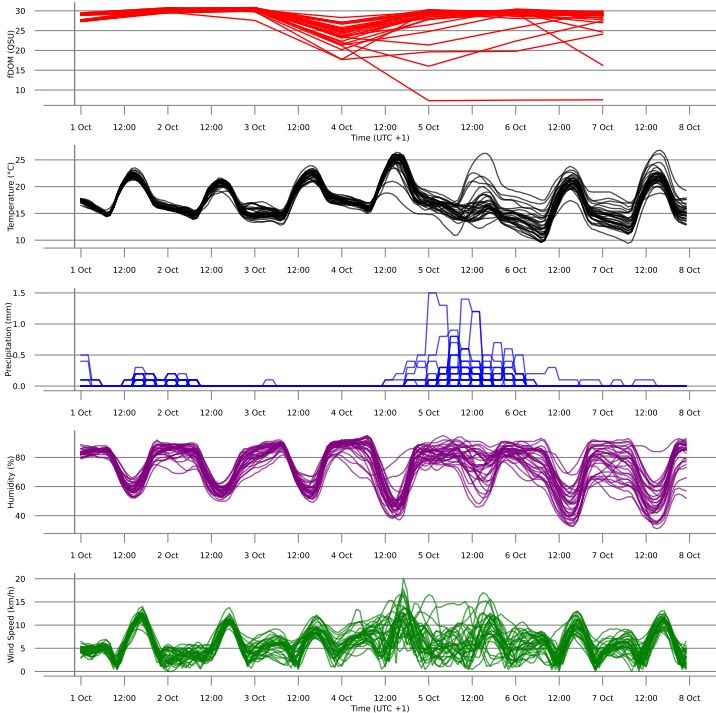 30
25
20
15
10
fDOM (QSU)
1 Oct 12:00 2 Oct 12:00 3 Oct 12:00 4 Oct 12:00 5 Oct 12:00 6 Oct 12:00 7 Oct 12:00 8 Oct
Time (UTC +1)
25
20
15
10
Temperature (°C)
1 Oct 12:00 2 Oct 12:00 3 Oct 12:00 4 Oct 12:00 5 Oct 12:00 6 Oct 12:00 7 Oct 12:00 8 Oct
1.5
1.0
0.5
0.0
Precipitation (mm)
1 Oct 12:00 2 Oct 12:00 3 Oct 12:00 4 Oct 12:00 5 Oct 12:00 6 Oct 12:00 7 Oct 12:00 8 Oct
80
60
40
Humidity (%)
1 Oct 12:00 2 Oct 12:00 3 Oct 12:00 4 Oct 12:00 5 Oct 12:00 6 Oct 12:00 7 Oct 12:00 8 Oct
20
15
10
5
0
Wind Speed (km/h)
1 Oct 12:00 2 Oct 12:00 3 Oct 12:00 4 Oct 12:00 5 Oct 12:00 6 Oct 12:00 7 Oct 12:00 8 Oct
Time (UTC +1)